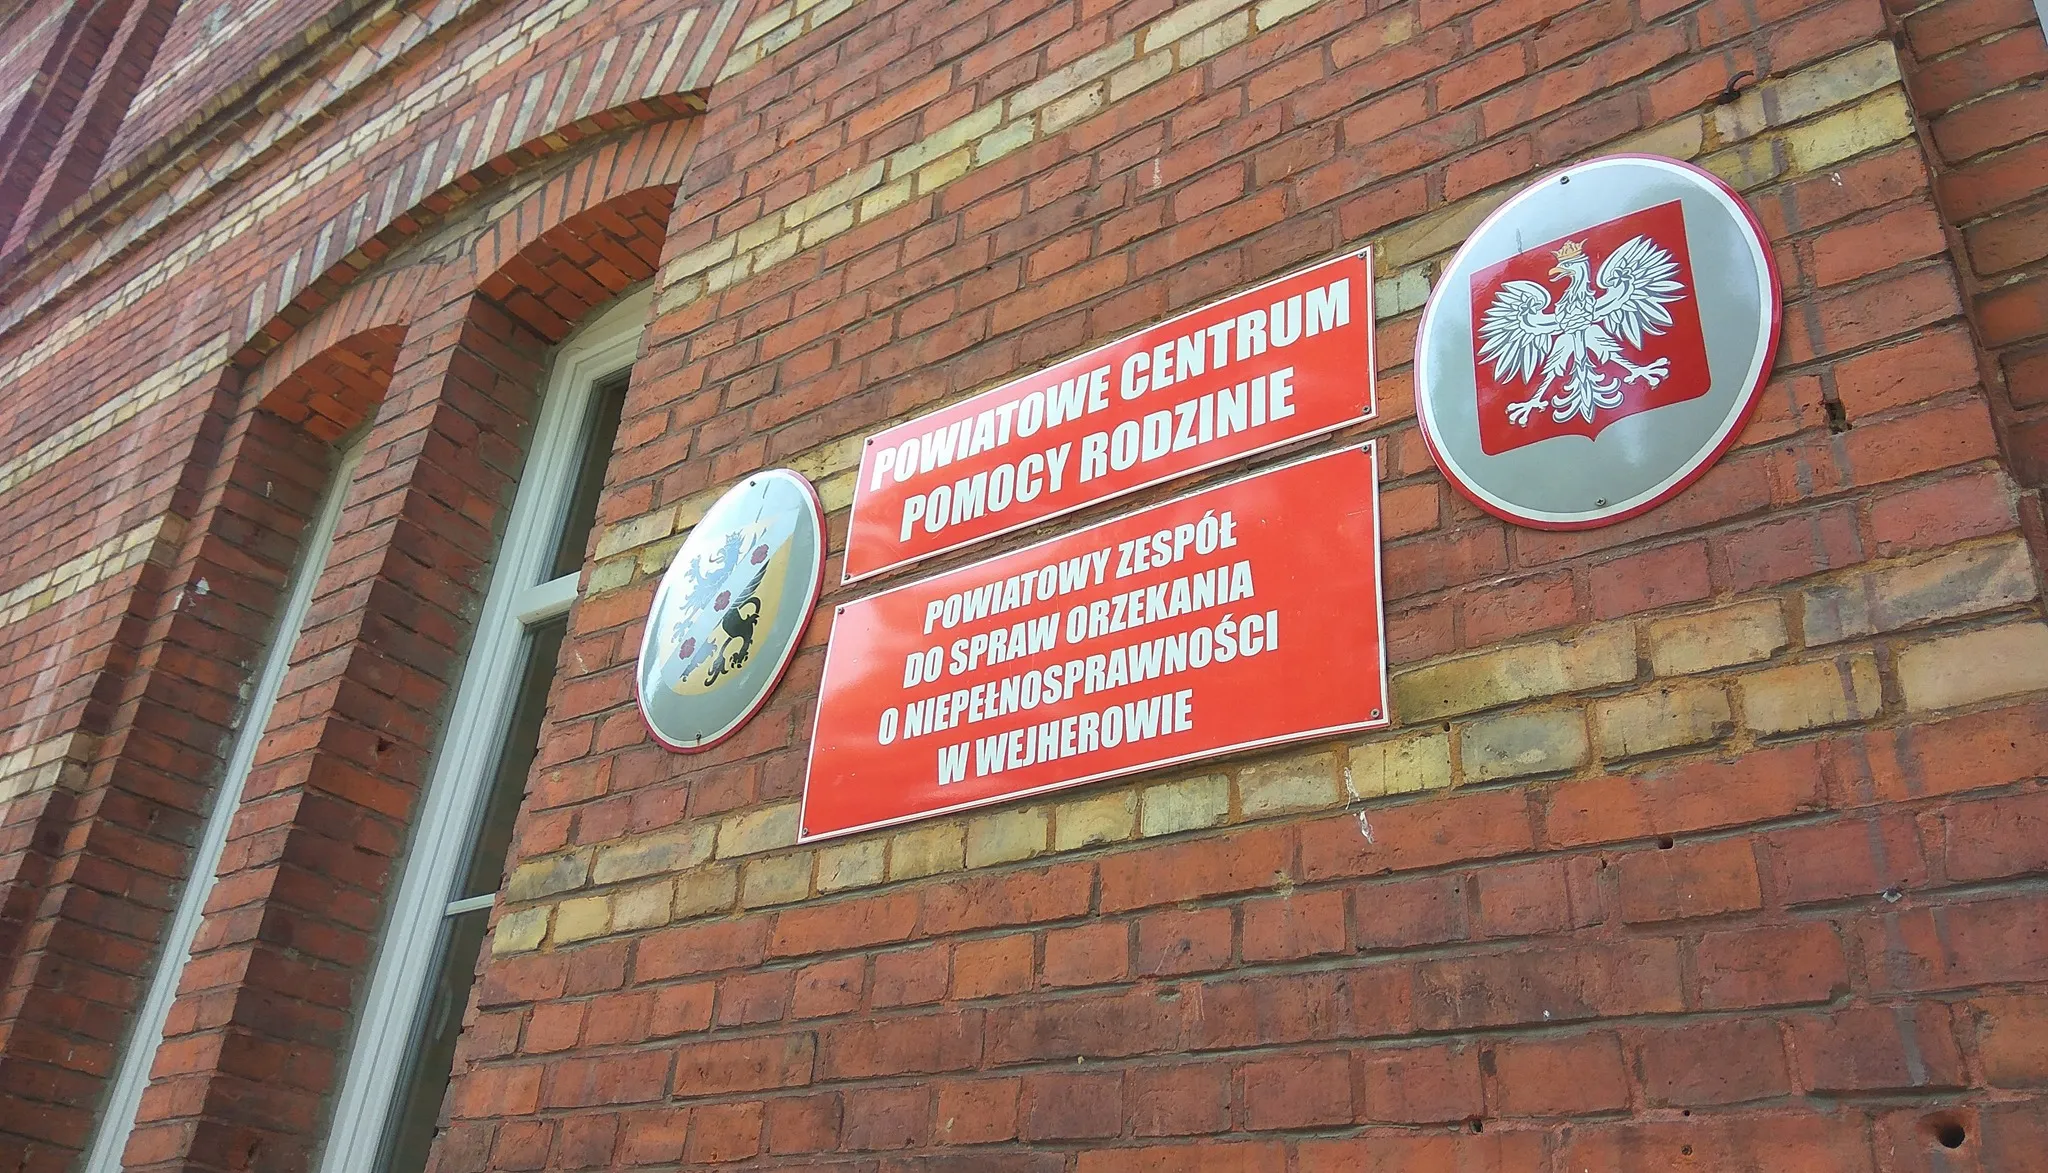 POWIATOWE CENTRUM
POMOCY RODZINIE
POWIATOWY ZESPÓŁ
DO SPRAW ORZEKANIA
O NIEPEŁNOSPRAWNOŚCI
W WEJHEROWIE